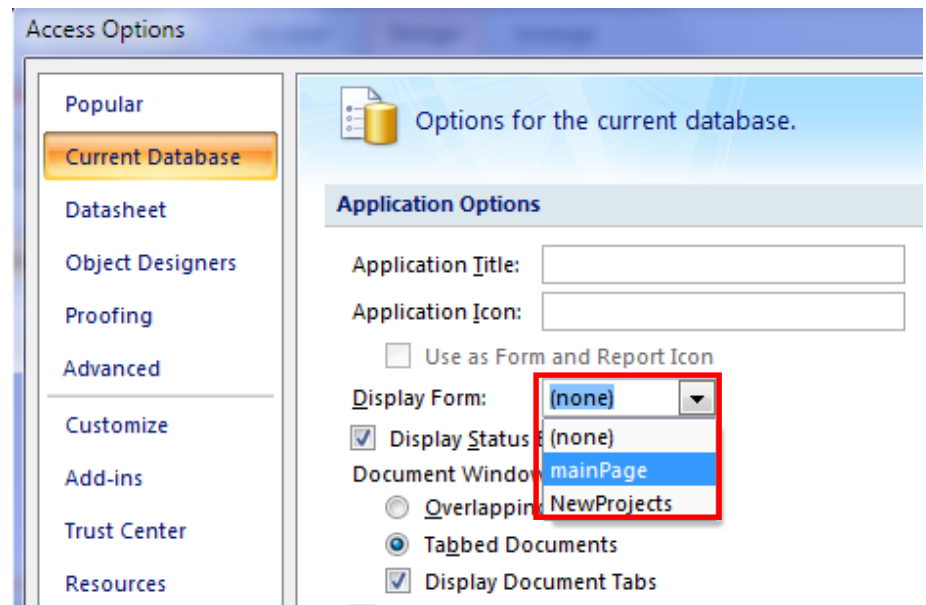 Access Options
Popular
Current Database
Datasheet
Object Designers
Proofing
Advanced
Customize
Add-ins
Trust Center
Resources
Options for the current database.
Application Options
Application Title:
Application Icon:
Use as Form and Report Icon
Display Form: (none)
(none)
mainPage
NewProjects
Display Status
Document Window
Overlapping
Tabbed Documents
Display Document Tabs